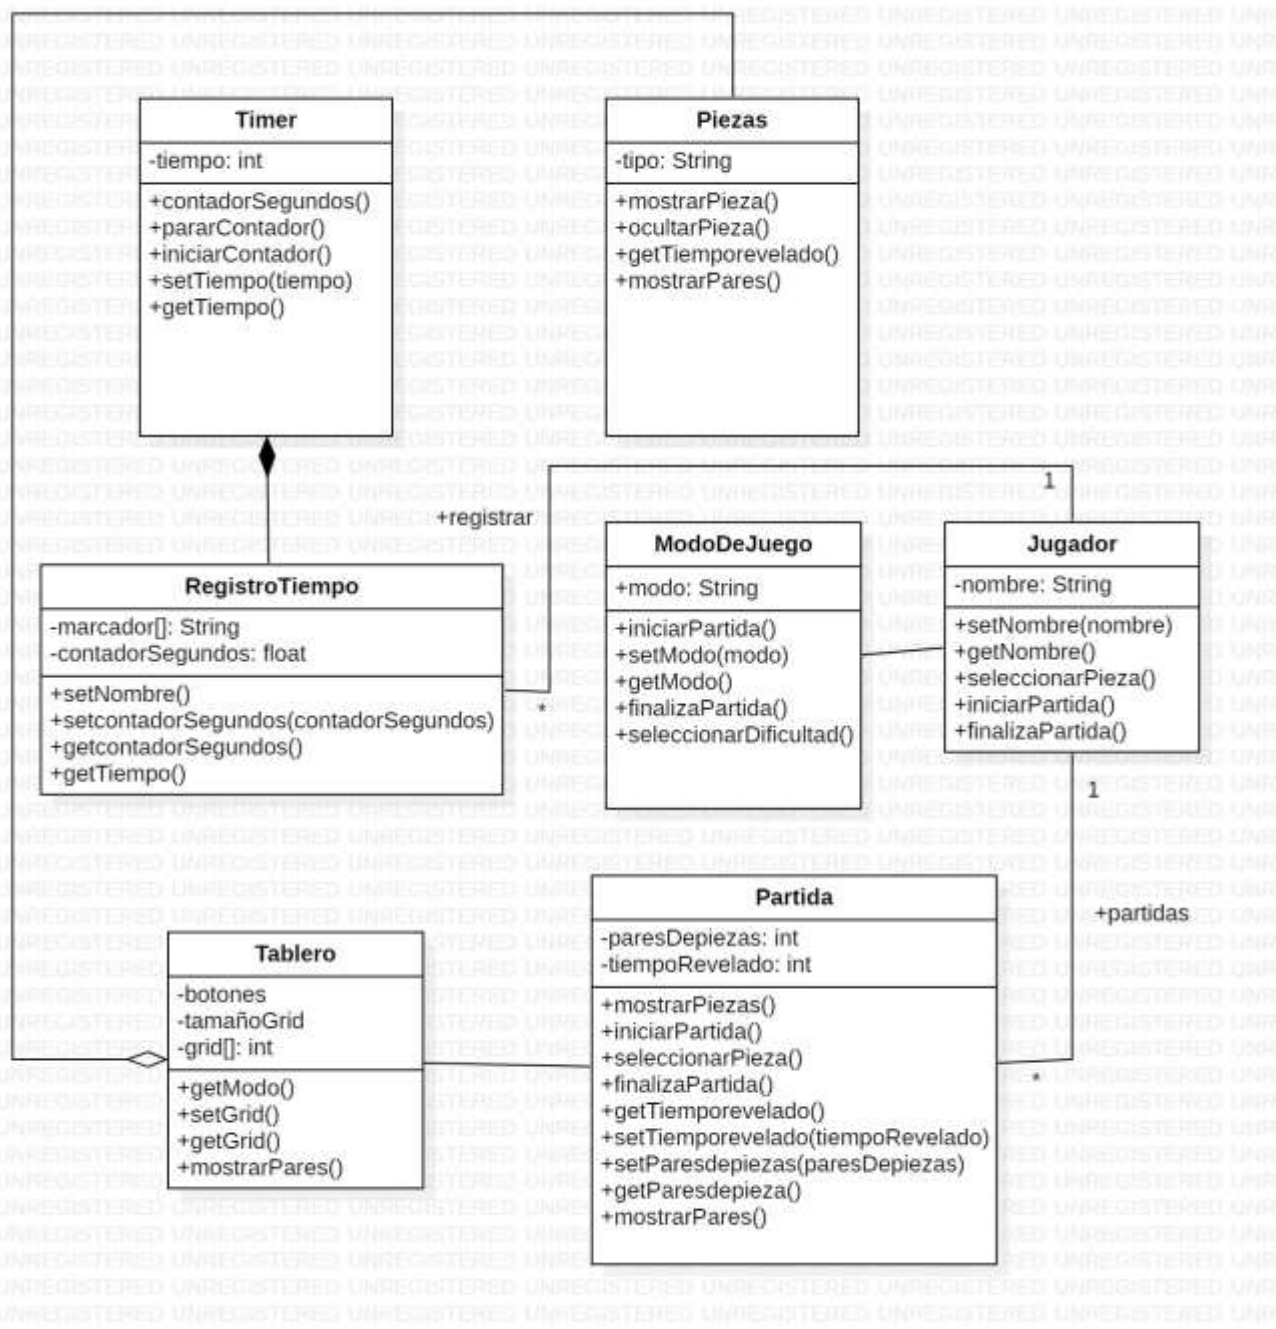 Timer
-tiempo: int
+contadorSegundos()
+pararContador()
+iniciarContador()
+setTiempo(tiempo)
+getTiempo()
Piezas
-tipo: String
+mostrarPieza()
+ocultarPieza()
+getTiemporevelado()
+mostrarPares()
+registrar
1
*
RegistroTiempo
-marcador[]: String
-contadorSegundos: float
+setNombre()
+setcontadorSegundos(contadorSegundos)
+getcontadorSegundos()
+getTiempo()
ModoDeJuego
+modo: String
+iniciarPartida()
+setModo(modo)
+getModo()
+finalizaPartida()
+seleccionarDificultad()
Jugador
-nombre: String
+setNombre(nombre)
+getNombre()
+seleccionarPieza()
+iniciarPartida()
+finalizaPartida()
1
+partidas
*
Tablero
-botones
-tamañoGrid
-grid[]: int
+getModo()
+setGrid()
+getGrid()
+mostrarPares()
Partida
-paresDepiezas: int
-tiempoRevelado: int
+mostrarPiezas()
+iniciarPartida()
+seleccionarPieza()
+finalizaPartida()
+getTiemporevelado()
+setTiemporevelado(tiempoRevelado)
+setParesdepiezas(paresDepiezas)
+getParesdepieza()
+mostrarPares()